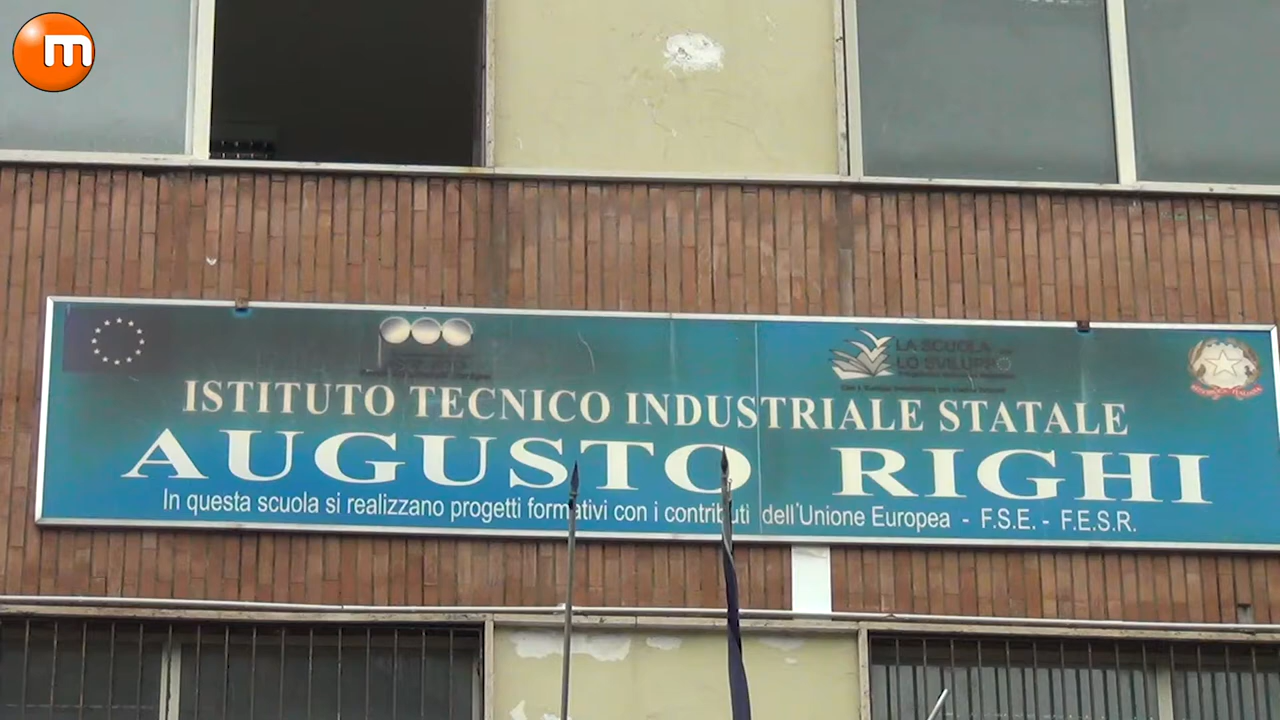 m
LA SCUOLA
LO SVILUPPO
ISTITUTO TECNICO INDUSTRIALE STATALE
AUGUSTO RIGHI
In questa scuola si realizzano progetti formativi con i contributi dell'Unione Europea - F.S.E. - F.E.S.R.